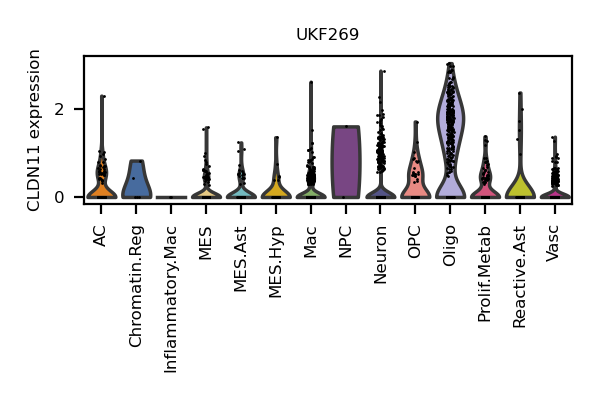 UKF269
CLDN11 expression
2
0
AC
Chromatin.Reg
Inflammatory.Mac
MES
MES.Ast
MES.Hyp
Mac
NPC
Neuron
OPC
Oligo
Prolif.Metab
Reactive.Ast
Vasc